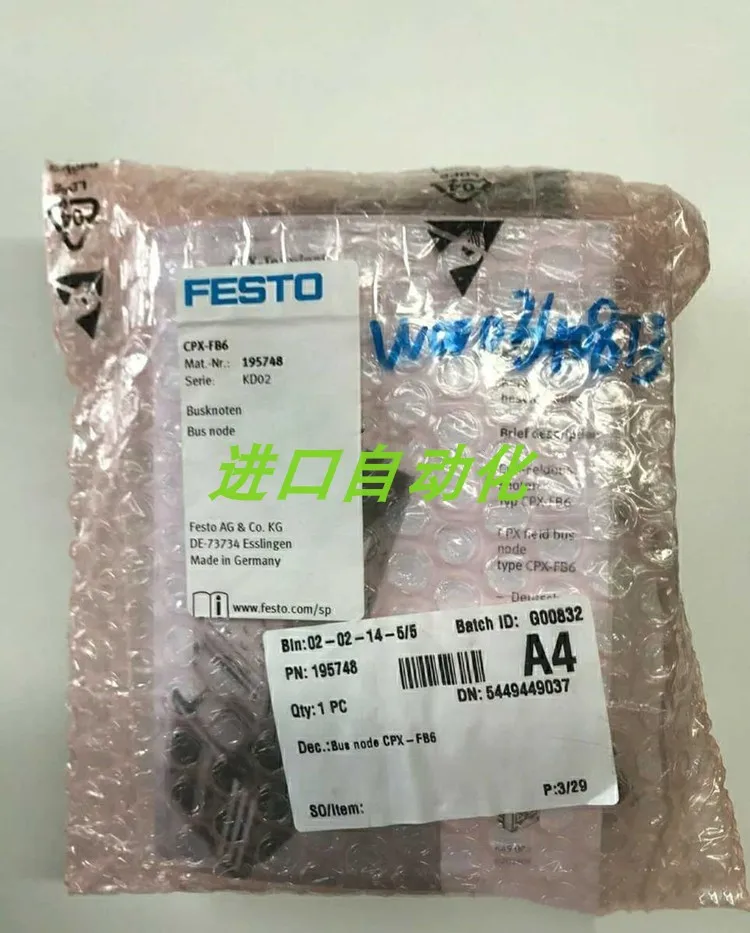 FESTO
CPX-FB6
Mat.-Nr.: 195748
Serie: KD02
Busknoten
Bus node
进口自动化
Festo AG & Co. KG
DE-73734 Esslingen
Made in Germany
www.festo.com/sp
Brief description
typ CPX-FB6
CPX field bus
node
type CPX-FB6
Bin:02-02-14-5/5
Batch ID: G00832
PN: 195748
A4
DN: 5449449037
Qty:1 PC
Dec.:Bus node CPX-FB6
P:3/29
SO/Item: